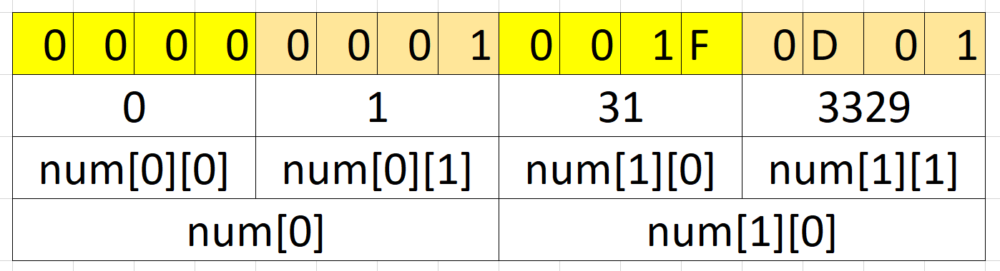 0 0 0 0 0 0 0 1 0 0 1 F 0 D 0 1
0 1 31 3329
num[0][0] num[0][1] num[1][0] num[1][1]
num[0] num[1][0]